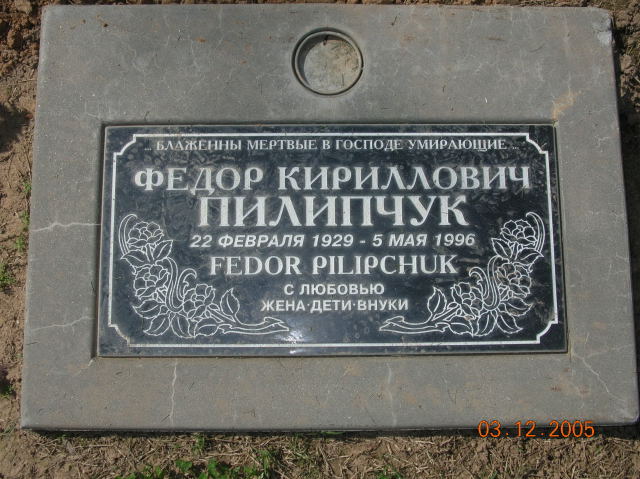 ... БЛАЖЕННЫ МЕРТВЫЕ В ГОСПОДЕ УМИРАЮЩИЕ ...
ФЕДОР КИРИЛЛОВИЧ
ПИЛИПЧУК
22 ФЕВРАЛЯ 1929 - 5 МАЯ 1996
FEDOR PILIPCHUK
С ЛЮБОВЬЮ
ЖЕНА·ДЕТИ·ВНУКИ
03.12.2005